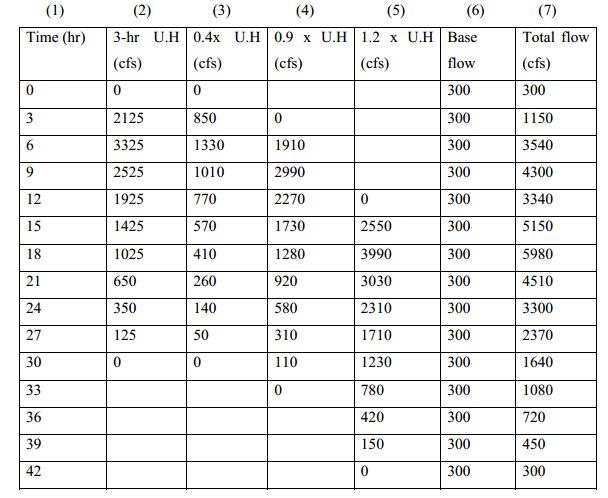 (1) (2) (3) (4) (5) (6) (7)
Time (hr) 3-hr U.H 0.4x U.H 0.9 x U.H 1.2 x U.H Base Total flow
(cfs) (cfs) (cfs) (cfs) flow (cfs)
0 0 0 300 300
3 2125 850 0 300 1150
6 3325 1330 1910 300 3540
9 2525 1010 2990 300 4300
12 1925 770 2270 0 300 3340
15 1425 570 1730 2550 300 5150
18 1025 410 1280 3990 300 5980
21 650 260 920 3030 300 4510
24 350 140 580 2310 300 3300
27 125 50 310 1710 300 2370
30 0 0 110 1230 300 1640
33 0 780 300 1080
36 420 300 720
39 150 300 450
42 0 300 300